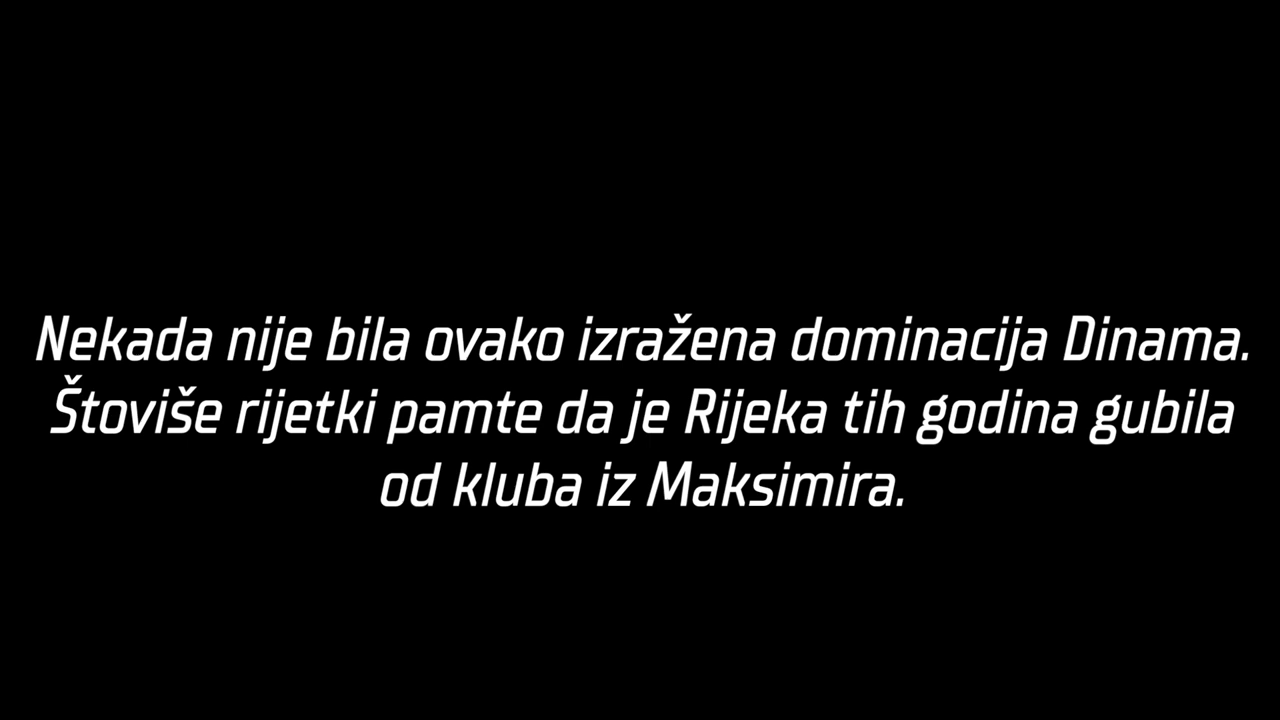 Nekada nije bila ovako izražena dominacija Dinama.
Štoviše rijetki pamte da je Rijeka tih godina gubila
od kluba iz Maksimira.